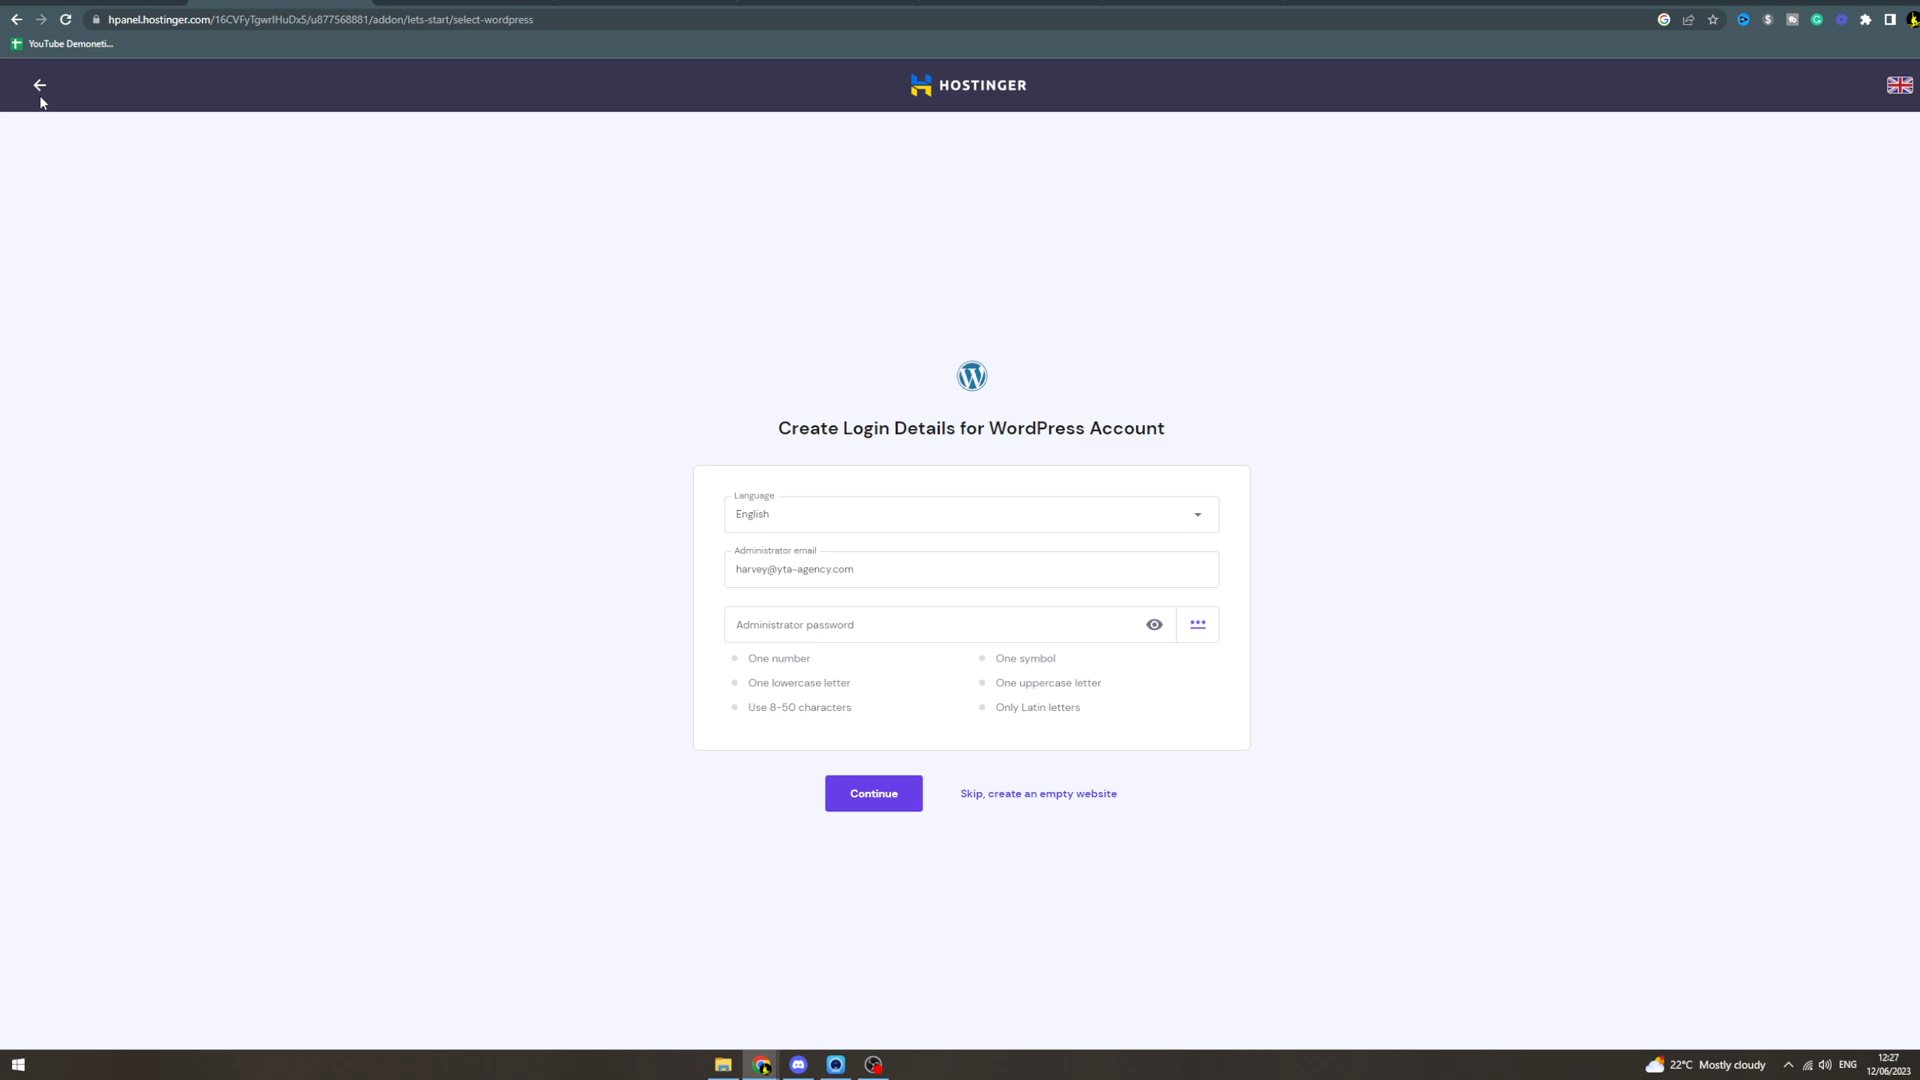 hpanel.hostinger.com/16CVFyTgwrlHuDx5/u877568881/addon/lets-start/select-wordpress
YouTube Demoneti...
HOSTINGER
Create Login Details for WordPress Account
Language
English
Administrator email
harvey@yta-agency.com
Administrator password
One number
One symbol
One lowercase letter
One uppercase letter
Use 8-50 characters
Only Latin letters
Continue
Skip, create an empty website
22°C Mostly cloudy
ENG
12:27
12/06/2023